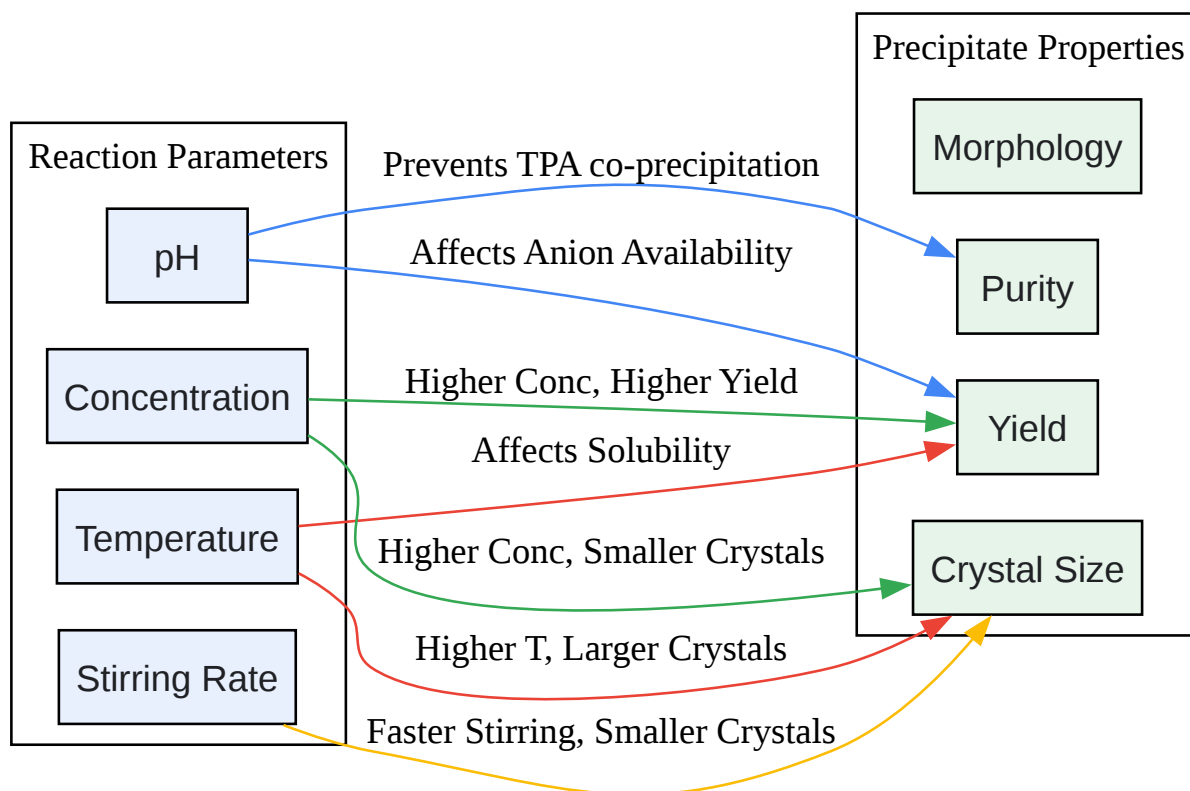 Reaction Parameters
pH
Concentration
Temperature
Stirring Rate
Prevents TPA co-precipitation
Affects Anion Availability
Higher Conc, Higher Yield
Affects Solubility
Higher Conc, Smaller Crystals
Higher T, Larger Crystals
Faster Stirring, Smaller Crystals
Precipitate Properties
Morphology
Purity
Yield
Crystal Size